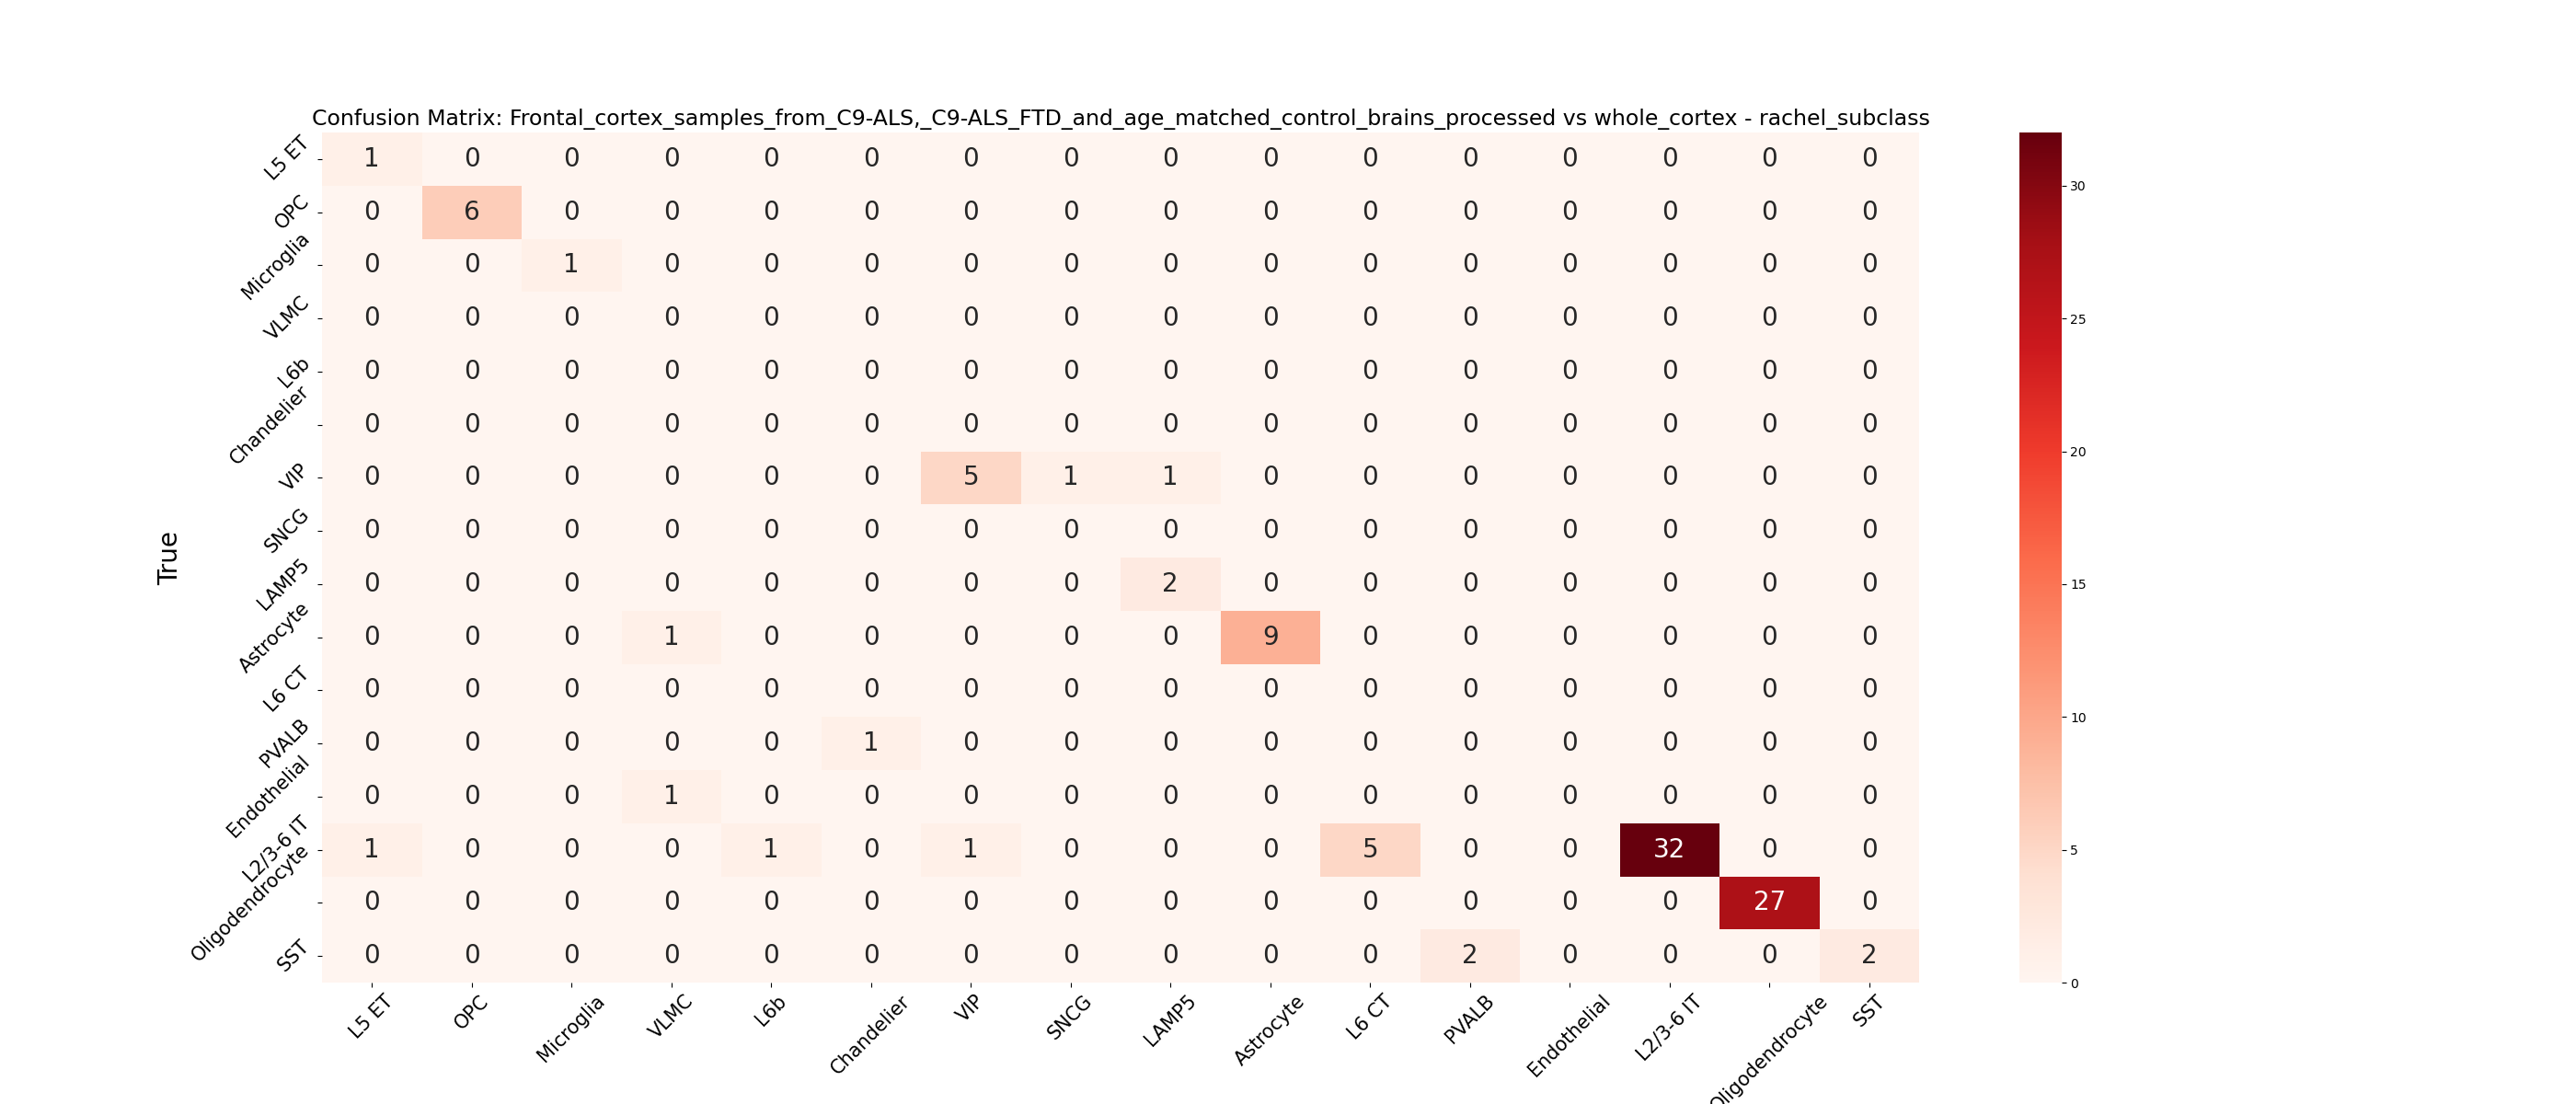 Confusion Matrix: Frontal_cortex_samples_from_C9-ALS,_C9-ALS_FTD_and_age_matched_control_brains_processed vs whole_cortex - rachel_subclass
L5 ET 1 0 0 0 0 0 0 0 0 0 0 0 0 0 0 0
OPC 0 6 0 0 0 0 0 0 0 0 0 0 0 0 0 0
Microglia 0 0 1 0 0 0 0 0 0 0 0 0 0 0 0 0
VLMC 0 0 0 0 0 0 0 0 0 0 0 0 0 0 0 0
L6b 0 0 0 0 0 0 0 0 0 0 0 0 0 0 0 0
Chandelier 0 0 0 0 0 0 0 0 0 0 0 0 0 0 0 0
VIP 0 0 0 0 0 0 5 1 1 0 0 0 0 0 0 0
SNCG 0 0 0 0 0 0 0 0 0 0 0 0 0 0 0 0
LAMP5 0 0 0 0 0 0 0 0 2 0 0 0 0 0 0 0
Astrocyte 0 0 0 1 0 0 0 0 0 9 0 0 0 0 0 0
L6 CT 0 0 0 0 0 0 0 0 0 0 0 0 0 0 0 0
PVALB 0 0 0 0 0 1 0 0 0 0 0 0 0 0 0 0
Endothelial 0 0 0 1 0 0 0 0 0 0 0 0 0 0 0 0
L2/3-6 IT 1 0 0 0 1 0 1 0 0 0 5 0 0 32 0 0
Oligodendrocyte 0 0 0 0 0 0 0 0 0 0 0 0 0 0 27 0
SST 0 0 0 0 0 0 0 0 0 0 0 2 0 0 0 2
True
L5 ET OPC Microglia VLMC L6b Chandelier VIP SNCG LAMP5 Astrocyte L6 CT PVALB Endothelial L2/3-6 IT Oligodendrocyte SST
30
25
20
15
10
5
0